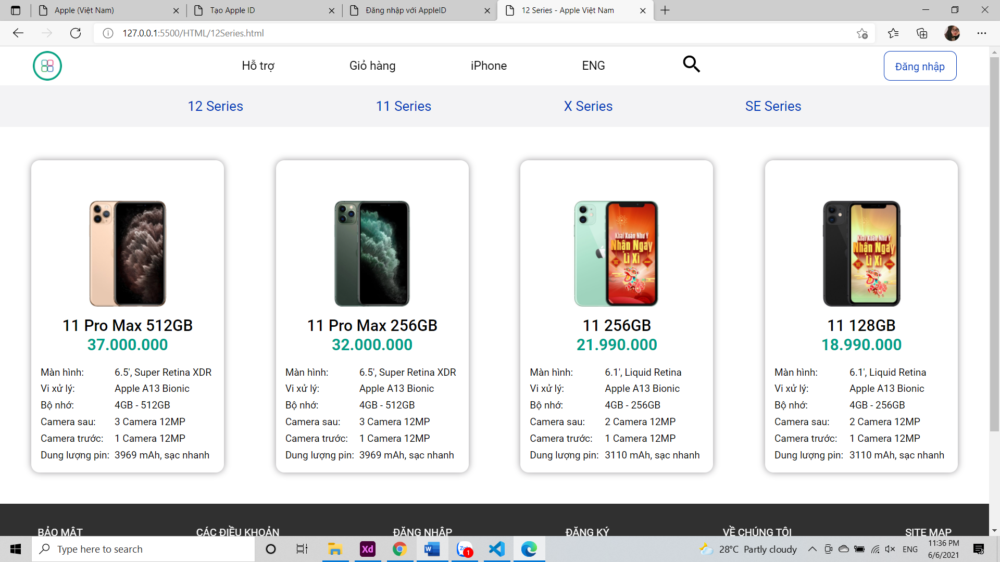 Apple (Việt Nam)
Tạo Apple ID
Đăng nhập với AppleID
12 Series - Apple Việt Nam
127.0.0.1:5500/HTML/12Series.html
Hỗ trợ
Giỏ hàng
iPhone
ENG
Đăng nhập
12 Series
11 Series
X Series
SE Series
Khai Xuân Như Ý
Nhận Ngay
Lì Xì
2021
Khai Xuân Như Ý
Nhận Ngay
Lì Xì
2021
11 Pro Max 512GB
37.000.000
Màn hình: 6.5', Super Retina XDR
Vi xử lý: Apple A13 Bionic
Bộ nhớ: 4GB - 512GB
Camera sau: 3 Camera 12MP
Camera trước: 1 Camera 12MP
Dung lượng pin: 3969 mAh, sạc nhanh
11 Pro Max 256GB
32.000.000
Màn hình: 6.5', Super Retina XDR
Vi xử lý: Apple A13 Bionic
Bộ nhớ: 4GB - 512GB
Camera sau: 3 Camera 12MP
Camera trước: 1 Camera 12MP
Dung lượng pin: 3969 mAh, sạc nhanh
11 256GB
21.990.000
Màn hình: 6.1', Liquid Retina
Vi xử lý: Apple A13 Bionic
Bộ nhớ: 4GB - 256GB
Camera sau: 2 Camera 12MP
Camera trước: 1 Camera 12MP
Dung lượng pin: 3110 mAh, sạc nhanh
11 128GB
18.990.000
Màn hình: 6.1', Liquid Retina
Vi xử lý: Apple A13 Bionic
Bộ nhớ: 4GB - 256GB
Camera sau: 2 Camera 12MP
Camera trước: 1 Camera 12MP
Dung lượng pin: 3110 mAh, sạc nhanh
BẢO MẬT
CÁC ĐIỀU KHOẢN
ĐĂNG NHẬP
ĐĂNG KÝ
VỀ CHÚNG TÔI
SITE MAP
Type here to search
Xd
W
1
28°C Partly cloudy
ENG
11:36 PM
6/6/2021